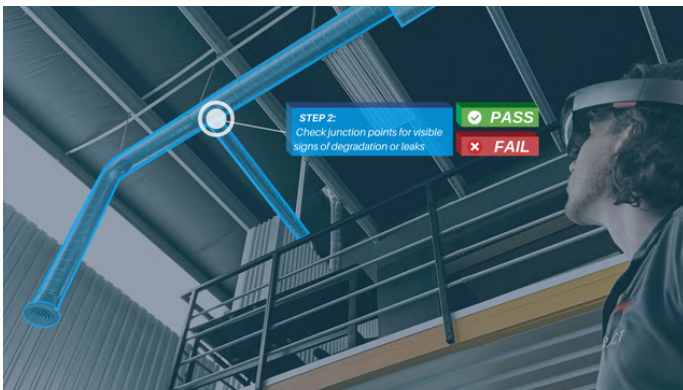 STEP 2:
Check junction points for visible
signs of degradation or leaks
PASS
FAIL